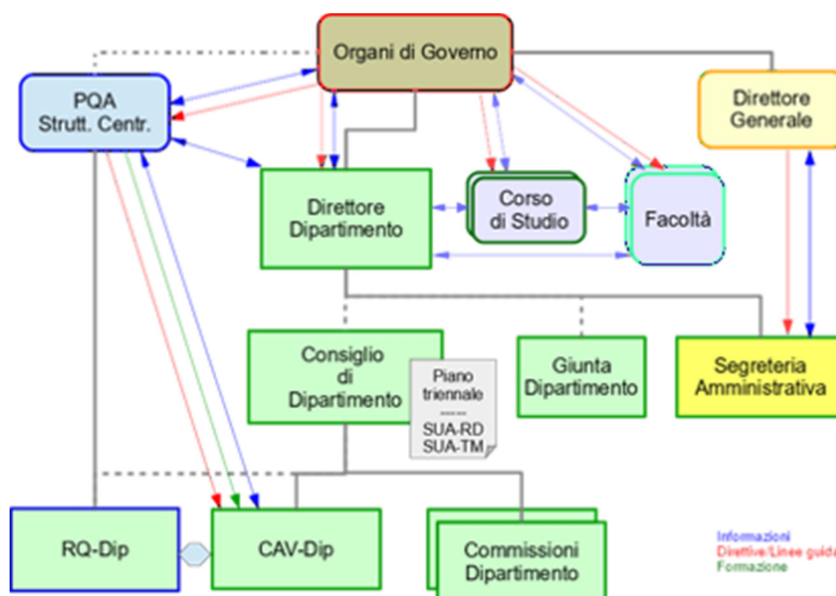 Organi di Governo
PQA
Strutt. Centr.
Direttore
Generale
Direttore
Dipartimento
Corso
di Studio
Facoltà
Consiglio
di
Dipartimento
Piano
triennale
-----
SUA-RD
SUA-TM
Giunta
Dipartimento
Segreteria
Amministrativa
RQ-Dip
CAV-Dip
Commissioni
Dipartimento
Informazioni
Direttive/Linee guida
Formazione